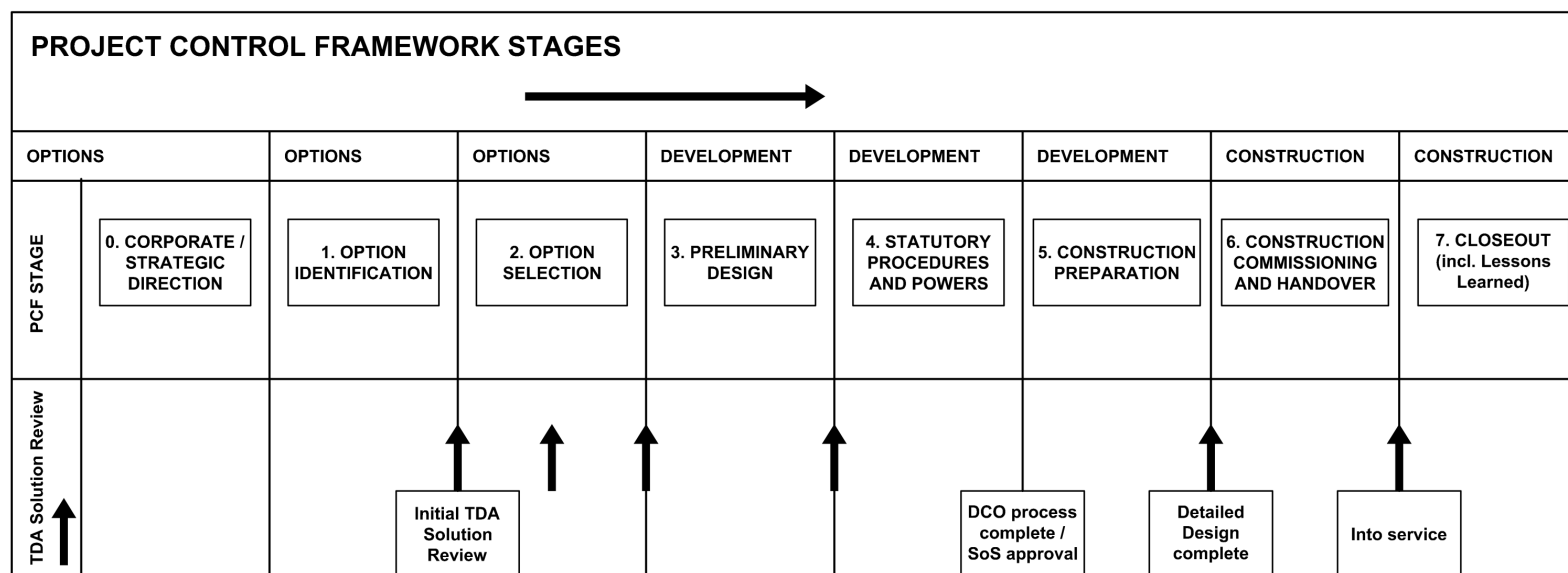 PROJECT CONTROL FRAMEWORK STAGES
OPTIONS
OPTIONS
OPTIONS
DEVELOPMENT
DEVELOPMENT
DEVELOPMENT
CONSTRUCTION
CONSTRUCTION
PCF STAGE
0. CORPORATE /
STRATEGIC
DIRECTION
1. OPTION
IDENTIFICATION
2. OPTION
SELECTION
3. PRELIMINARY
DESIGN
4. STATUTORY
PROCEDURES
AND POWERS
5. CONSTRUCTION
PREPARATION
6. CONSTRUCTION
COMMISSIONING
AND HANDOVER
7. CLOSEOUT
(incl. Lessons
Learned)
TDA Solution Review
Initial TDA
Solution
Review
DCO process
complete /
SoS approval
Detailed
Design
complete
Into service